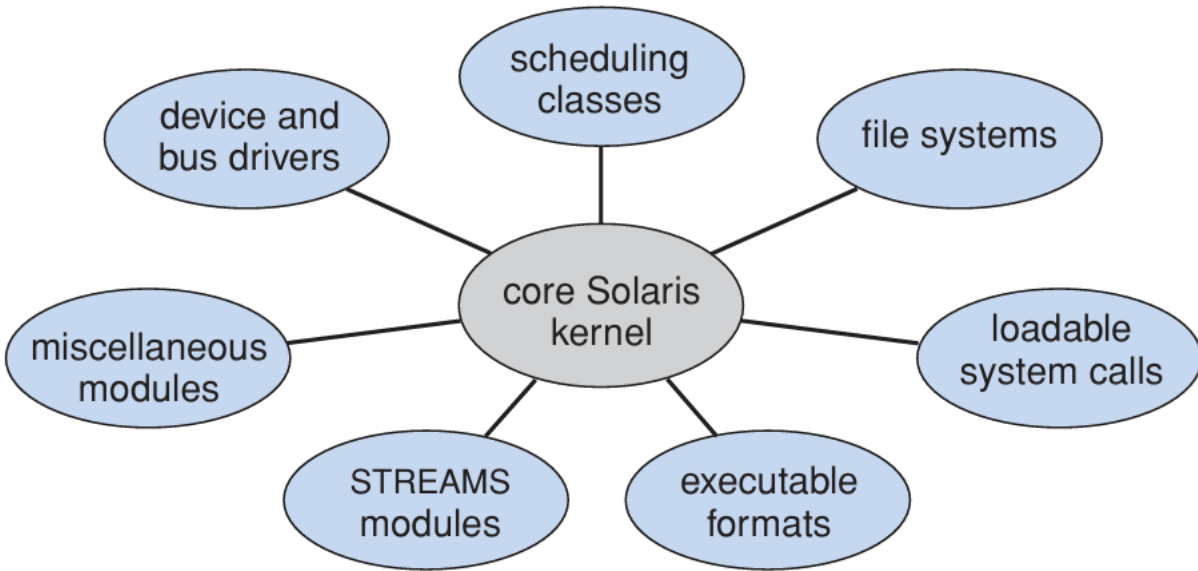 scheduling
classes
device and
bus drivers
file systems
core Solaris
kernel
miscellaneous
modules
loadable
system calls
STREAMS
modules
executable
formats